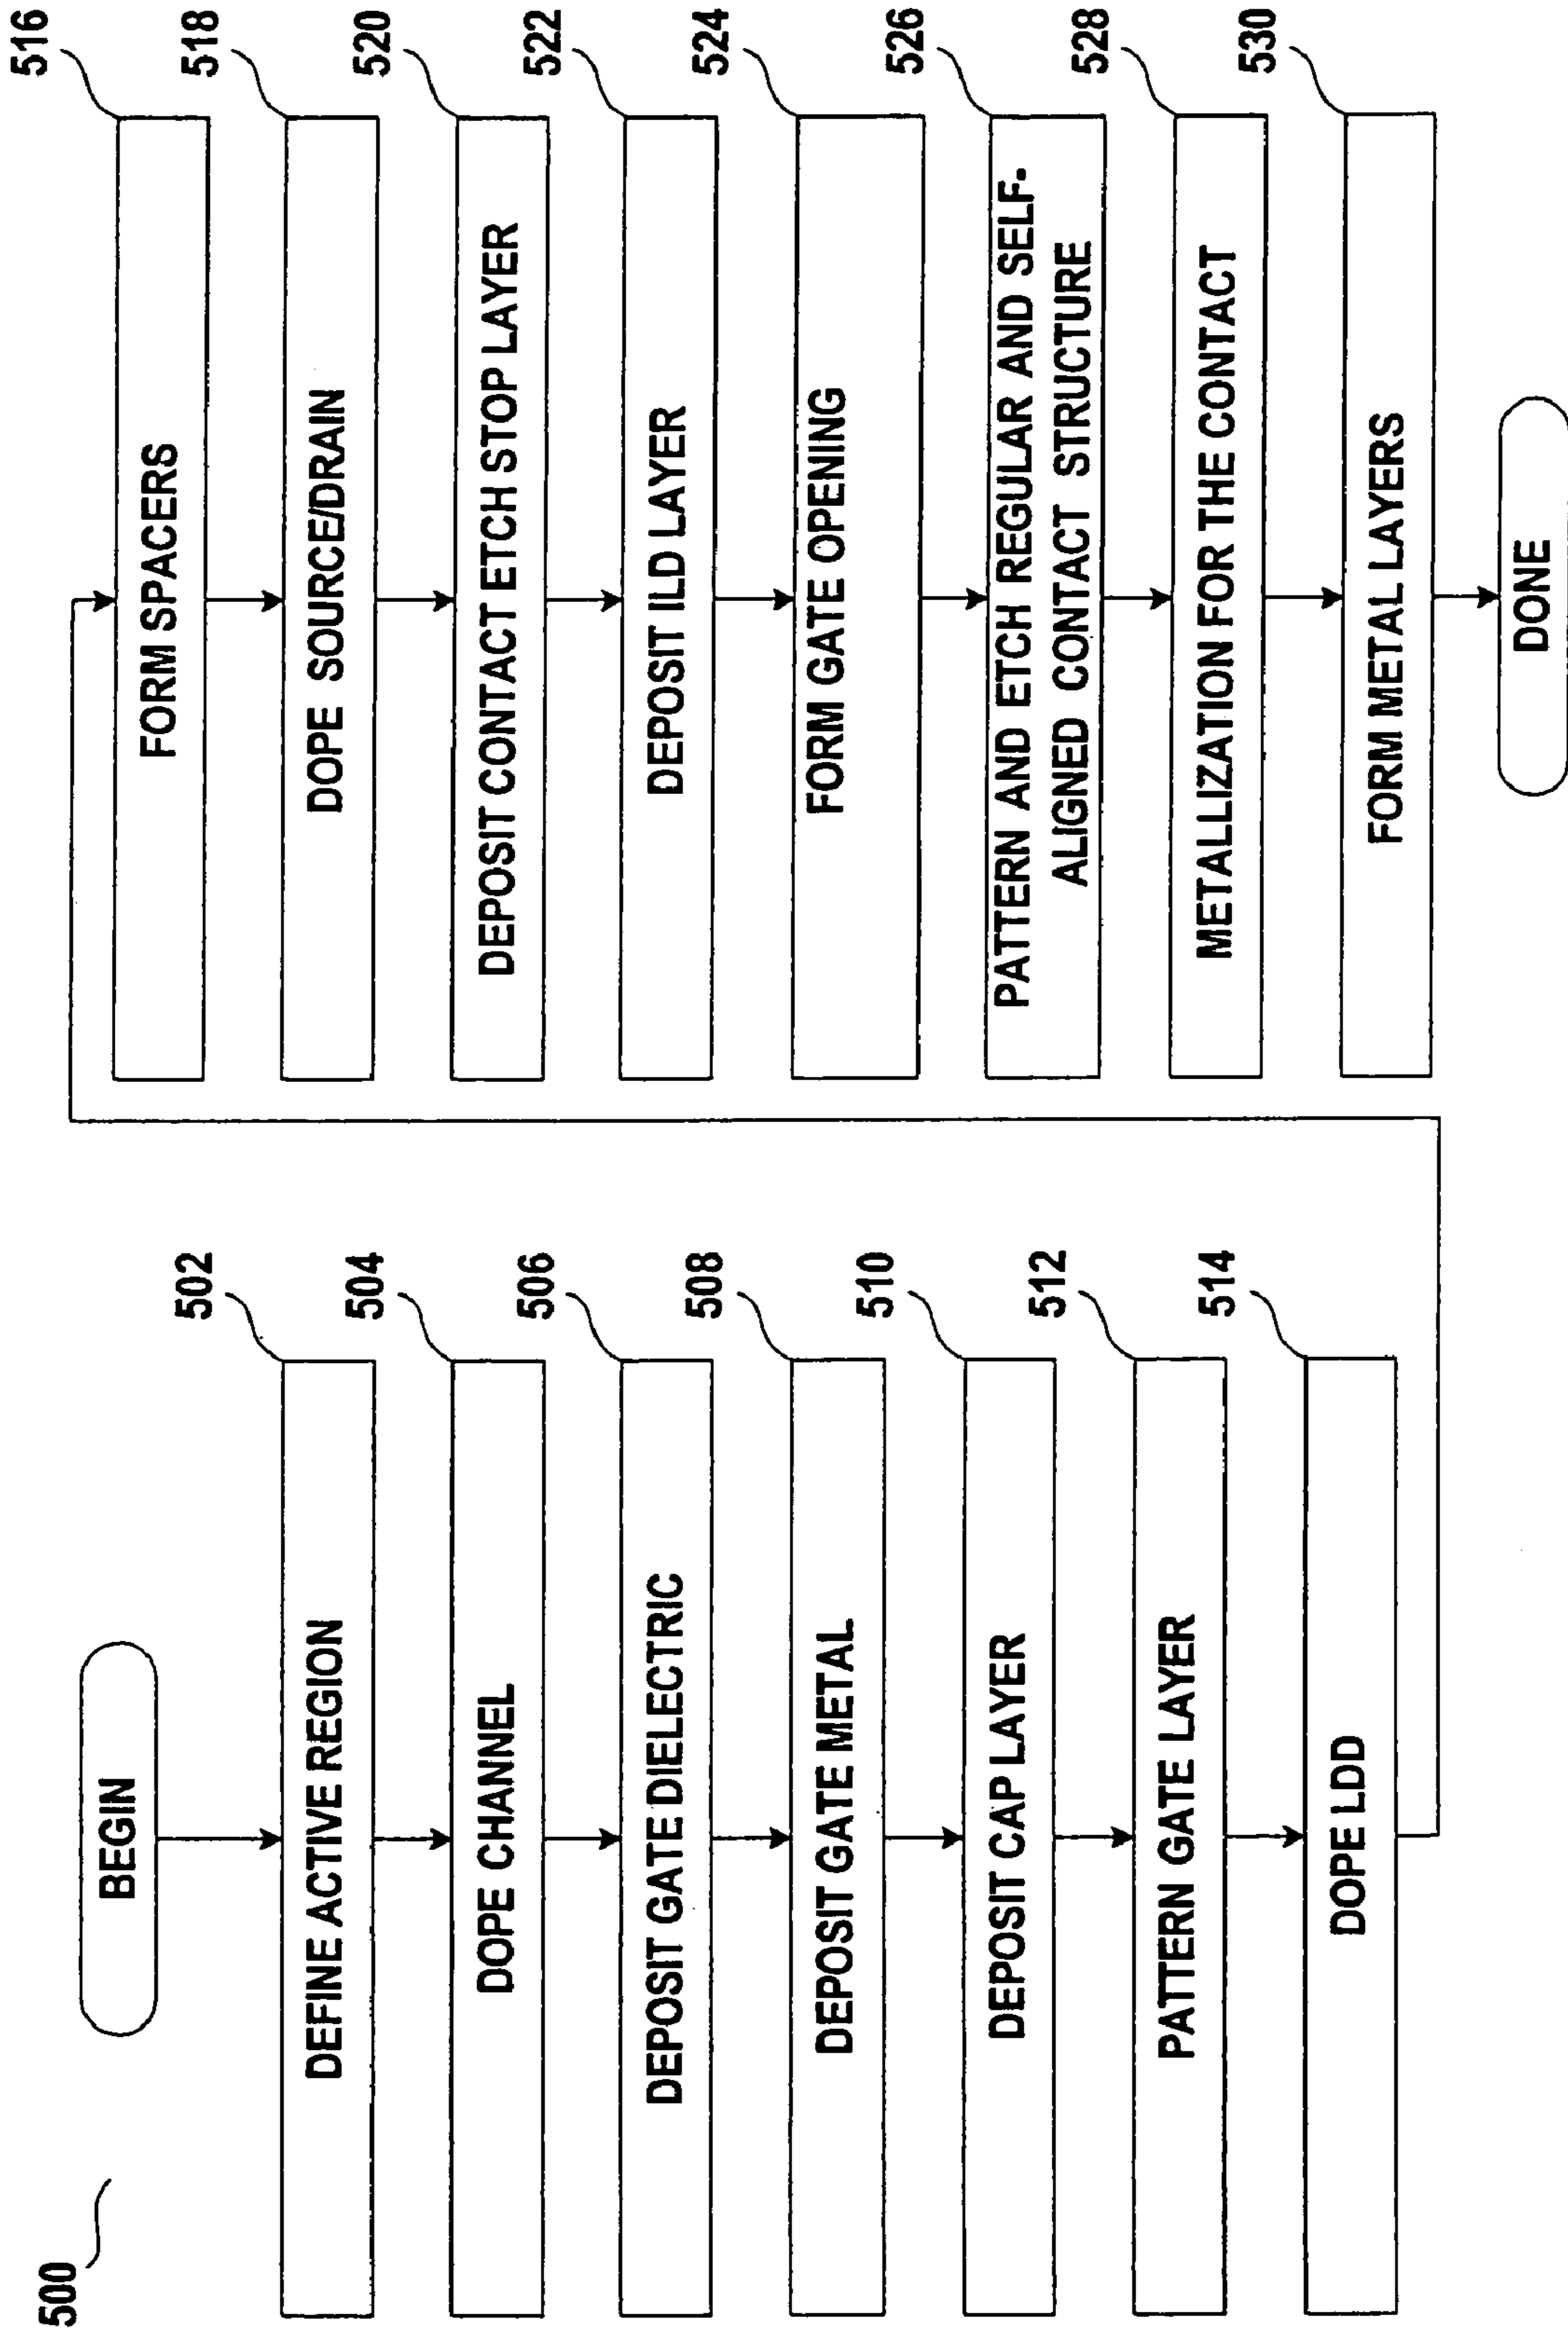 500
BEGIN
502
DEFINE ACTIVE REGION
504
DOPE CHANNEL
506
DEPOSIT GATE DIELECTRIC
508
DEPOSIT GATE METAL
510
DEPOSIT CAP LAYER
512
PATTERN GATE LAYER
514
DOPE LDD
516
FORM SPACERS
518
DOPE SOURCE/DRAIN
520
DEPOSIT CONTACT ETCH STOP LAYER
522
DEPOSIT ILD LAYER
524
FORM GATE OPENING
526
PATTERN AND ETCH REGULAR AND SELF-
ALIGNED CONTACT STRUCTURE
528
METALLIZATION FOR THE CONTACT
530
FORM METAL LAYERS
DONE